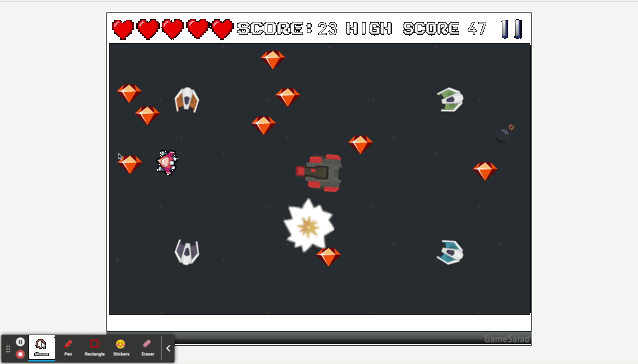 SCORE: 23 HIGH SCORE 47
GameSalad
Pen
Rectangle
Stickers
Eraser